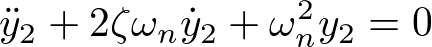 ÿ₂ + 2ζωₙẏ₂ + ωₙ²y₂ = 0